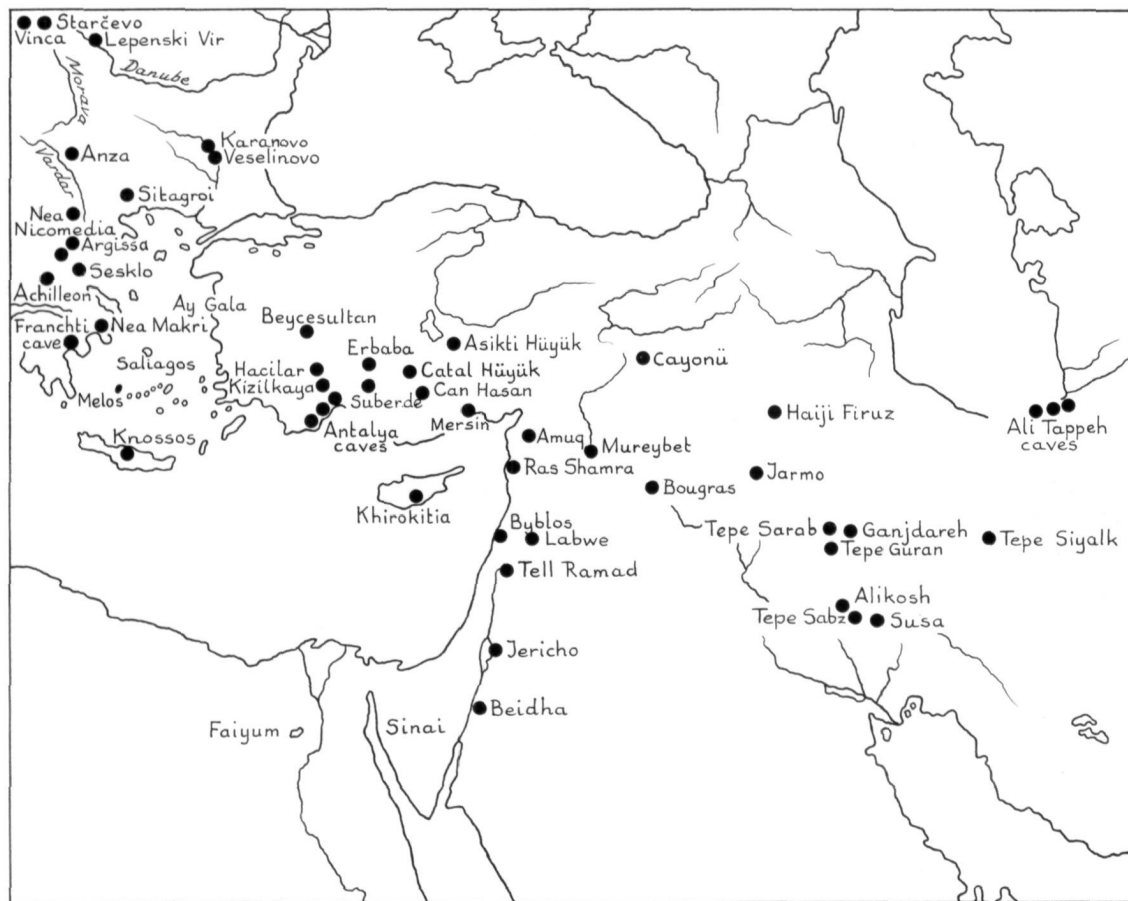 Starčevo
Vinca
Lepenski Vir
Danube
Morava
Karanovo
Veselinovo
Anza
Vardar
Sitagroi
Nea
Nicomedia
Argissa
Sesklo
Achilleon
Ay Gala
Beycesultan
Franchti
cave
Nea Makri
Erbaba
Asikti Hüyük
Cayonü
Saliagos
Hacilar
Catal Hüyük
Kizilkaya
Can Hasan
Melos
Suberde
Mersin
Haiji Firuz
Ali Tappeh
caves
Antalya
caves
Knossos
Amuq
Mureybet
Ras Shamra
Jarmo
Bougras
Khirokitia
Byblos
Labwe
Tepe Sarab
Ganjdareh
Tepe Guran
Tepe Siyalk
Tell Ramad
Alikosh
Tepe Sabz
Susa
Jericho
Beidha
Faiyum
Sinai